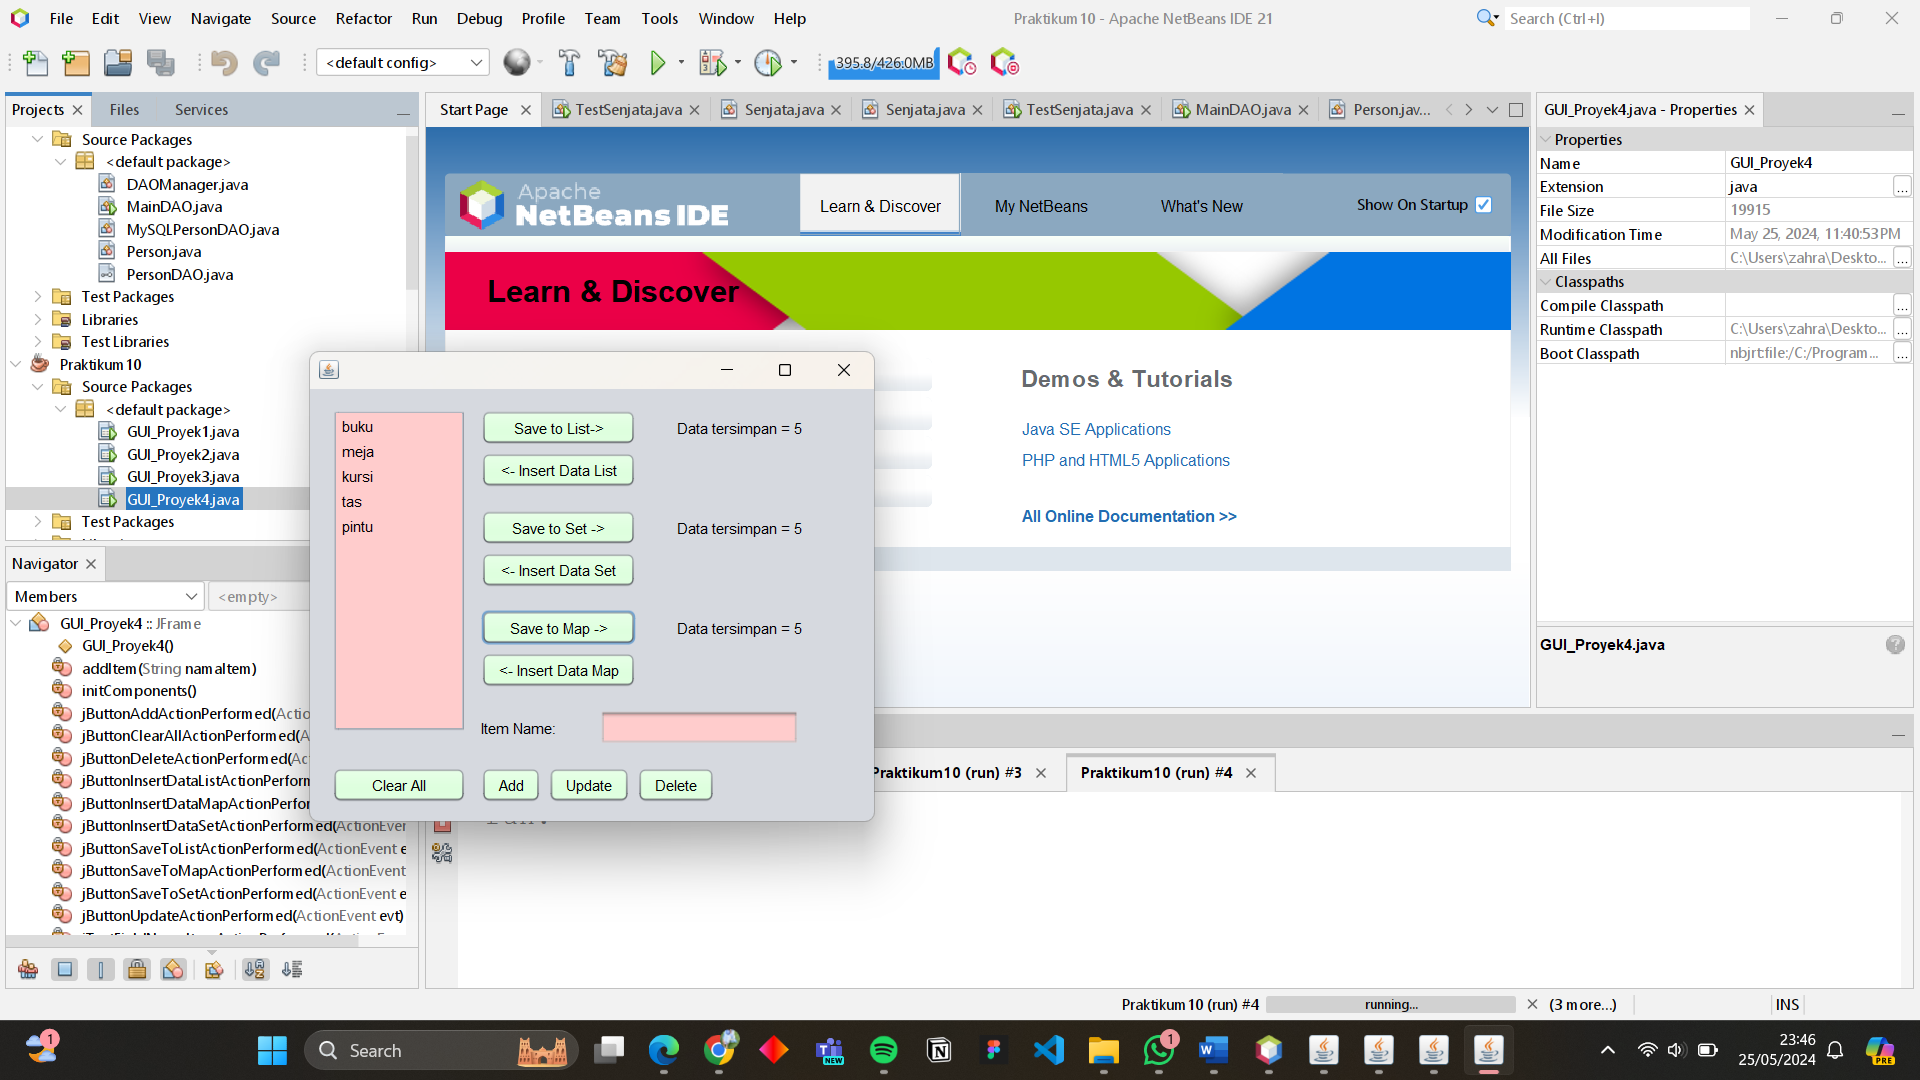 File Edit View Navigate Source Refactor Run Debug Profile Team Tools Window Help
Praktikum10 - Apache NetBeans IDE 21
Search (Ctrl+I)
<default config>
395.8/426.0MB
Projects Files Services
Source Packages
<default package>
DAOManager.java
MainDAO.java
MySQLPersonDAO.java
Person.java
PersonDAO.java
Test Packages
Libraries
Test Libraries
Praktikum10
Source Packages
<default package>
GUI_Proyek1.java
GUI_Proyek2.java
GUI_Proyek3.java
GUI_Proyek4.java
Test Packages
Navigator
Members
<empty>
GUI_Proyek4 :: JFrame
GUI_Proyek4()
addItem(String namaItem)
initComponents()
jButtonAddActionPerformed(Actio
jButtonClearAllActionPerformed(A
jButtonDeleteActionPerformed(Ac
jButtonInsertDataListActionPerform
jButtonInsertDataMapActionPerfor
jButtonInsertDataSetActionPerformed(ActionEver
jButtonSaveToListActionPerformed(ActionEvent e
jButtonSaveToMapActionPerformed(ActionEvent
jButtonSaveToSetActionPerformed(ActionEvent e
jButtonUpdateActionPerformed(ActionEvent evt)
Start Page TestSenjata.java Senjata.java Senjata.java TestSenjata.java MainDAO.java Person.jav...
Apache
NetBeans IDE
Learn & Discover
My NetBeans
What's New
Show On Startup
Learn & Discover
Demos & Tutorials
Java SE Applications
PHP and HTML5 Applications
All Online Documentation >>
buku
meja
kursi
tas
pintu
Save to List->
Data tersimpan = 5
<- Insert Data List
Save to Set ->
Data tersimpan = 5
<- Insert Data Set
Save to Map ->
Data tersimpan = 5
<- Insert Data Map
Item Name:
Clear All
Add
Update
Delete
Praktikum10 (run) #3
Praktikum10 (run) #4
run:
GUI_Proyek4.java - Properties
Properties
Name GUI_Proyek4
Extension java
File Size 19915
Modification Time May 25, 2024, 11:40:53PM
All Files C:\Users\zahra\Deskto...
Classpaths
Compile Classpath
Runtime Classpath C:\Users\zahra\Deskto...
Boot Classpath nbjrt:file:/C:/Program...
GUI_Proyek4.java
Praktikum10 (run) #4
running...
(3 more...)
INS
1
Search
NEW
1
23:46
25/05/2024
PRE